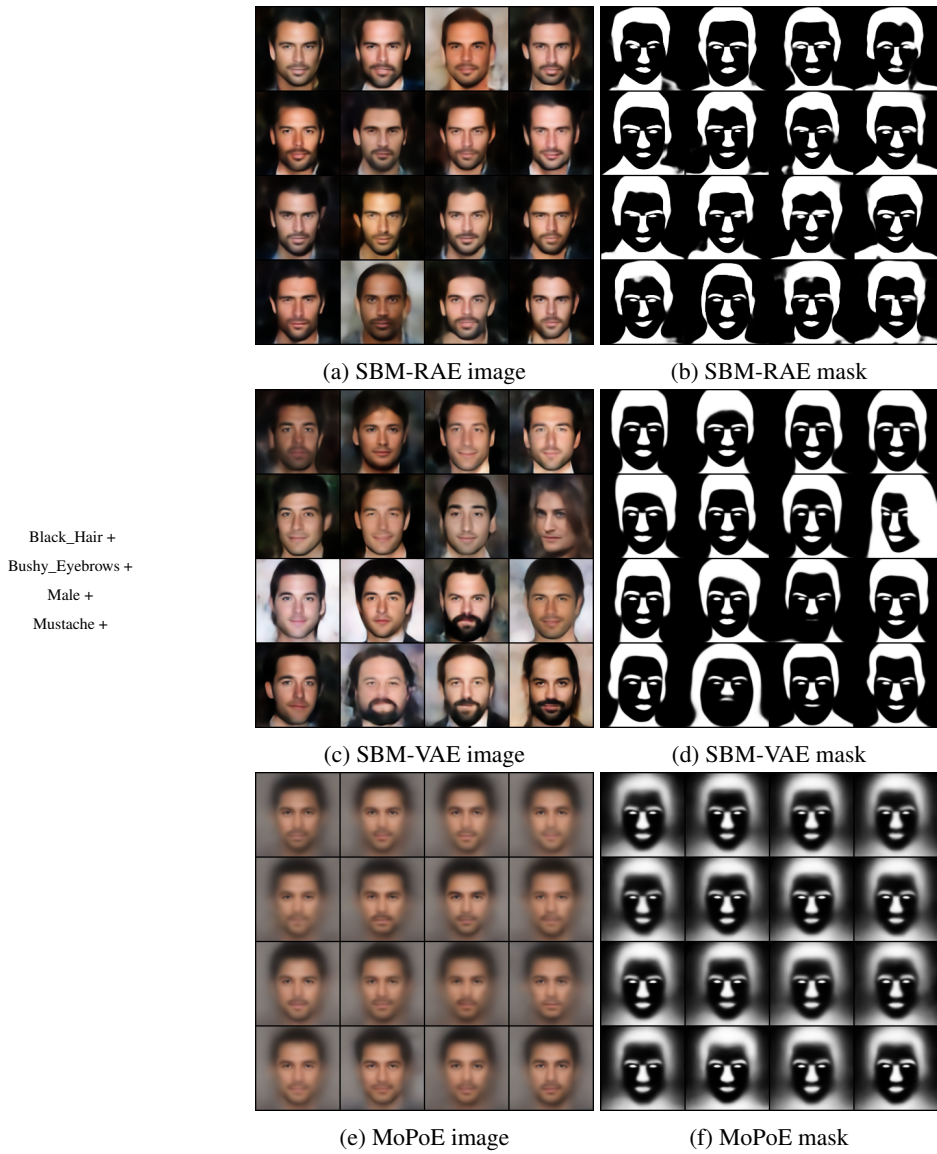 (a) SBM-RAE image
(b) SBM-RAE mask
Black_Hair +
Bushy_Eyebrows +
Male +
Mustache +
(c) SBM-VAE image
(d) SBM-VAE mask
(e) MoPoE image
(f) MoPoE mask